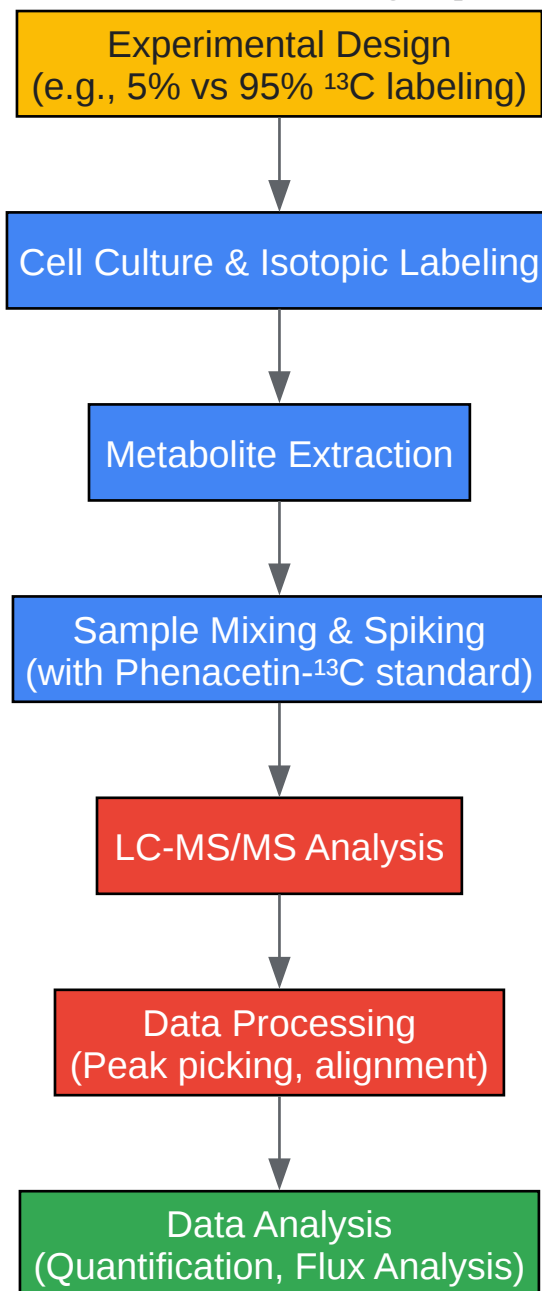 Experimental Design
(e.g., 5% vs 95% ¹³C labeling)
Cell Culture & Isotopic Labeling
Metabolite Extraction
Sample Mixing & Spiking
(with Phenacetin-¹³C standard)
LC-MS/MS Analysis
Data Processing
(Peak picking, alignment)
Data Analysis
(Quantification, Flux Analysis)